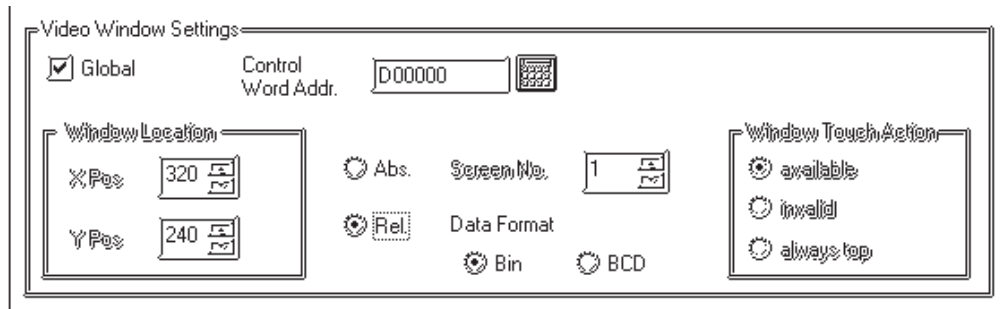 Video Window Settings
Global
Control
Word Addr.
D00000
Window Location
X Pos
320
Y Pos
240
Abs.
Rel.
Screen No.
1
Data Format
Bin
BCD
Window Touch Action
available
invalid
always top